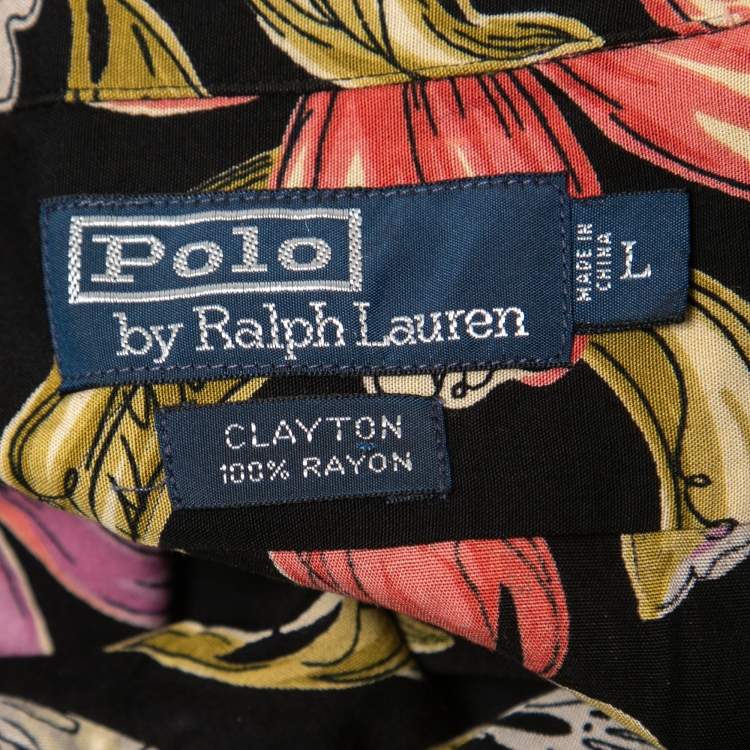 Polo
by Ralph Lauren
MADE IN
CHINA
L
CLAYTON
100% RAYON